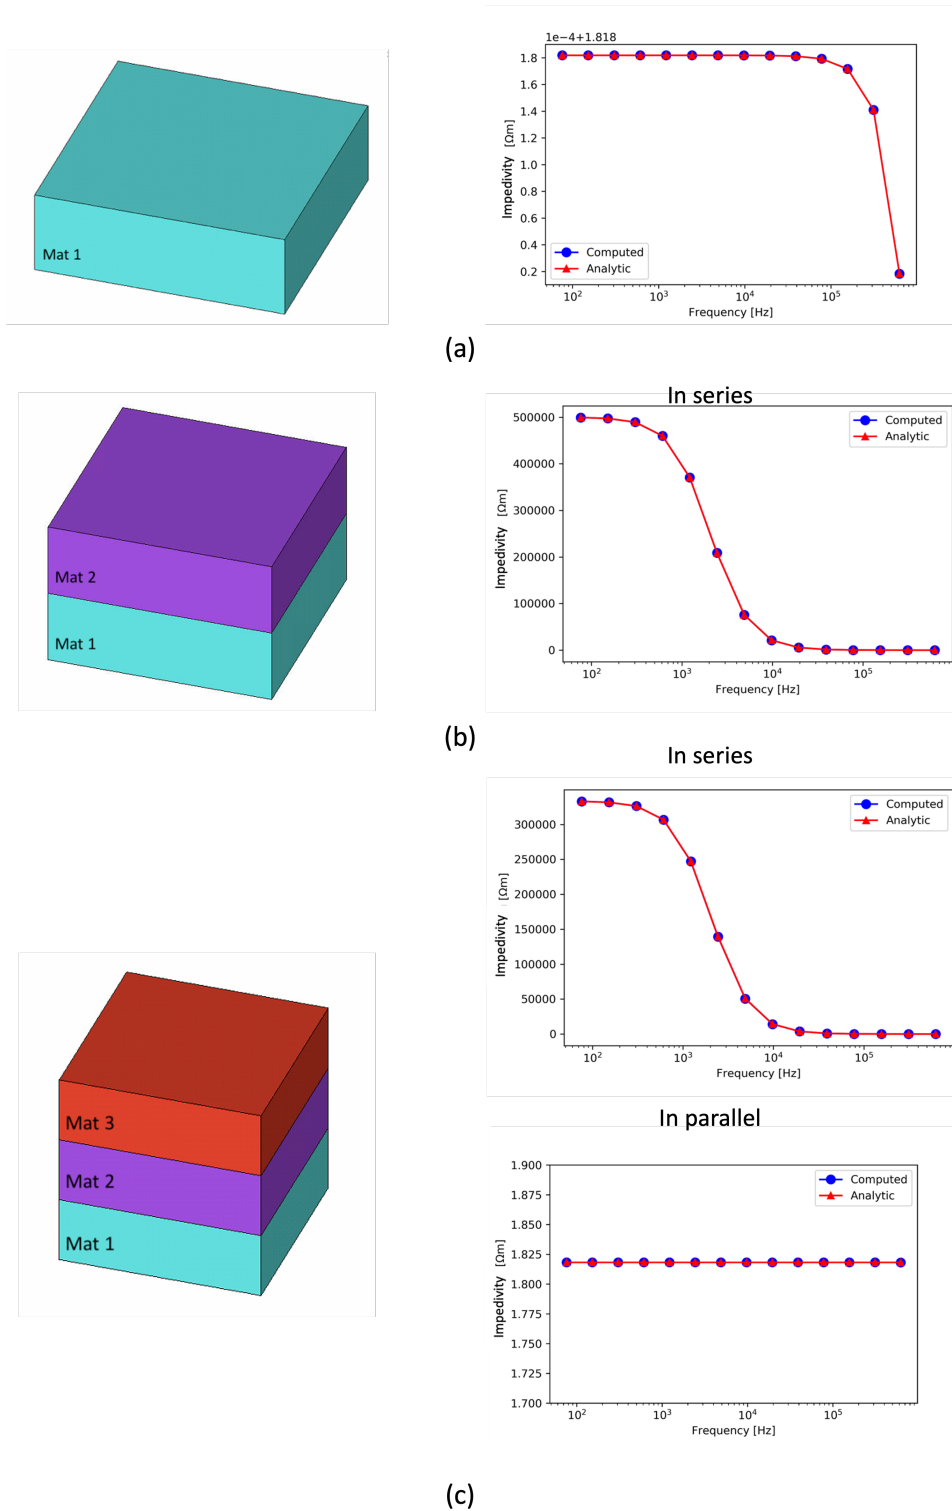 1e−4+1.818
1.8
1.6
1.4
1.2
1.0
0.8
0.6
0.4
0.2
Impedivity [Ωm]
Computed
Analytic
10² 10³ 10⁴ 10⁵
Frequency [Hz]
Mat 1
(a)
In series
500000
400000
300000
200000
100000
0
Impedivity [Ωm]
Computed
Analytic
10² 10³ 10⁴ 10⁵
Frequency [Hz]
Mat 2
Mat 1
(b)
In series
300000
250000
200000
150000
100000
50000
0
Impedivity [Ωm]
Computed
Analytic
10² 10³ 10⁴ 10⁵
Frequency [Hz]
Mat 3
Mat 2
Mat 1
In parallel
1.900
1.875
1.850
1.825
1.800
1.775
1.750
1.725
1.700
Impedivity [Ωm]
Computed
Analytic
10² 10³ 10⁴ 10⁵
Frequency [Hz]
(c)